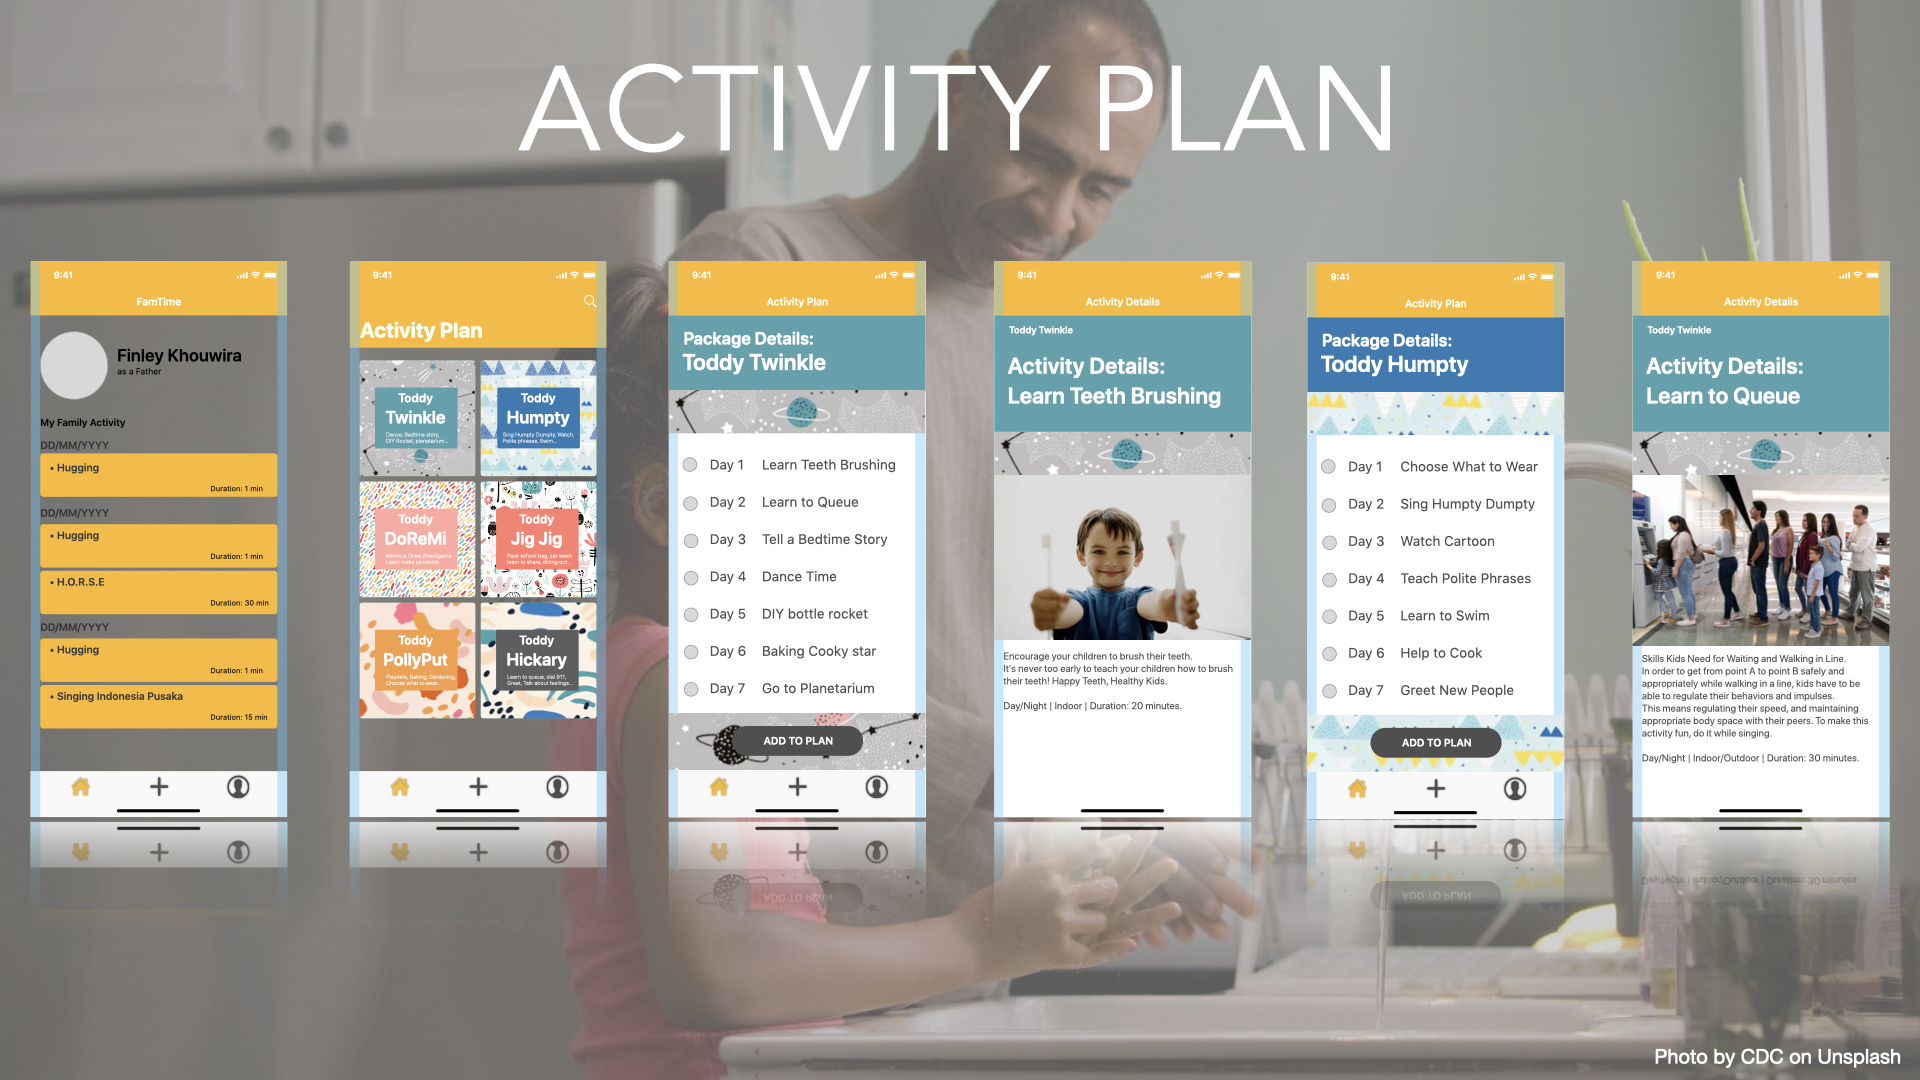 ACTIVITY PLAN
9:41
FamTime
Finley Khouwira
as a Father
My Family Activity
DD/MM/YYYY
• Hugging
Duration: 1 min
DD/MM/YYYY
• Hugging
Duration: 1 min
• H.O.R.S.E
Duration: 30 min
DD/MM/YYYY
• Hugging
Duration: 1 min
• Singing Indonesia Pusaka
Duration: 15 min
9:41
Activity Plan
Toddy
Twinkle
Dance, Bedtime story,
DIY Rocket, planetarium...
Toddy
Humpty
Sing Humpty Dumpty, Watch,
Polite phrases, Swim...
Toddy
DoReMi
Memory, Draw, Boardgame
Learn make sandwich...
Toddy
Jig Jig
Pack school bag, car wash
learn to share, dining out...
Toddy
PollyPut
Playdate, Baking, Gardening,
Choose what to wear...
Toddy
Hickary
Learn to queue, dial 911,
Greet, Talk about feelings...
9:41
Activity Plan
Package Details:
Toddy Twinkle
Day 1 Learn Teeth Brushing
Day 2 Learn to Queue
Day 3 Tell a Bedtime Story
Day 4 Dance Time
Day 5 DIY bottle rocket
Day 6 Baking Cooky star
Day 7 Go to Planetarium
ADD TO PLAN
9:41
Activity Details
Toddy Twinkle
Activity Details:
Learn Teeth Brushing
Encourage your children to brush their teeth.
It's never too early to teach your children how to brush
their teeth! Happy Teeth, Healthy Kids.
Day/Night | Indoor | Duration: 20 minutes.
9:41
Activity Plan
Package Details:
Toddy Humpty
Day 1 Choose What to Wear
Day 2 Sing Humpty Dumpty
Day 3 Watch Cartoon
Day 4 Teach Polite Phrases
Day 5 Learn to Swim
Day 6 Help to Cook
Day 7 Greet New People
ADD TO PLAN
9:41
Activity Details
Toddy Twinkle
Activity Details:
Learn to Queue
Skills Kids Need for Waiting and Walking in Line.
In order to get from point A to point B safely and
appropriately while walking in a line, kids have to be
able to regulate their behaviors and impulses.
This means regulating their speed, and maintaining
appropriate body space with their peers. To make this
activity fun, do it while singing.
Day/Night | Indoor/Outdoor | Duration: 30 minutes.
Photo by CDC on Unsplash